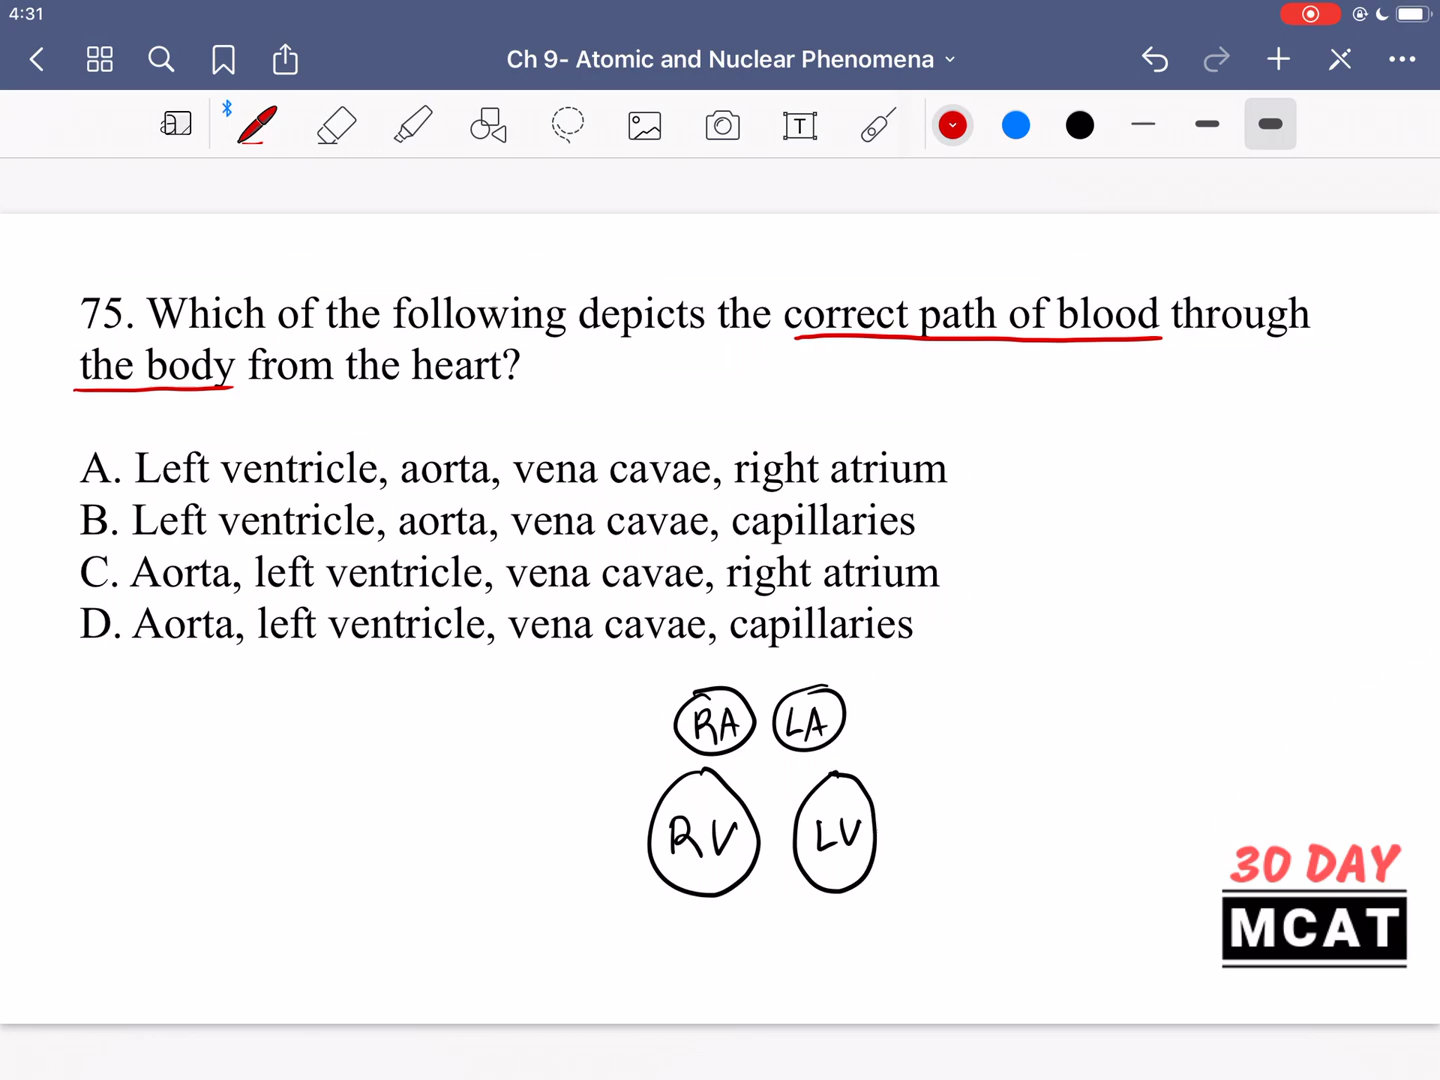 4:31
Ch 9- Atomic and Nuclear Phenomena
T
75. Which of the following depicts the correct path of blood through
the body from the heart?
A. Left ventricle, aorta, vena cavae, right atrium
B. Left ventricle, aorta, vena cavae, capillaries
C. Aorta, left ventricle, vena cavae, right atrium
D. Aorta, left ventricle, vena cavae, capillaries
RA LA
RV LV
30 DAY
MCAT